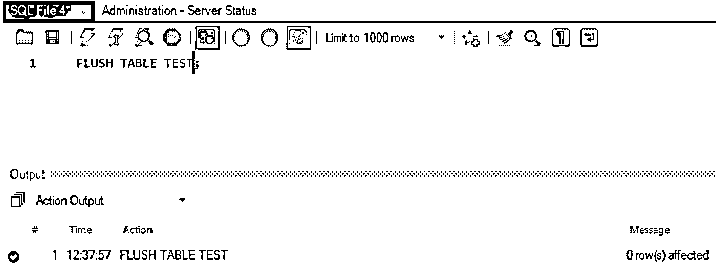 SQL File 4* Administration - Server Status
Limit to 1000 rows
1 FLUSH TABLE TEST;
Output
Action Output
# Time Action Message
1 12:37:57 FLUSH TABLE TEST 0 row(s) affected